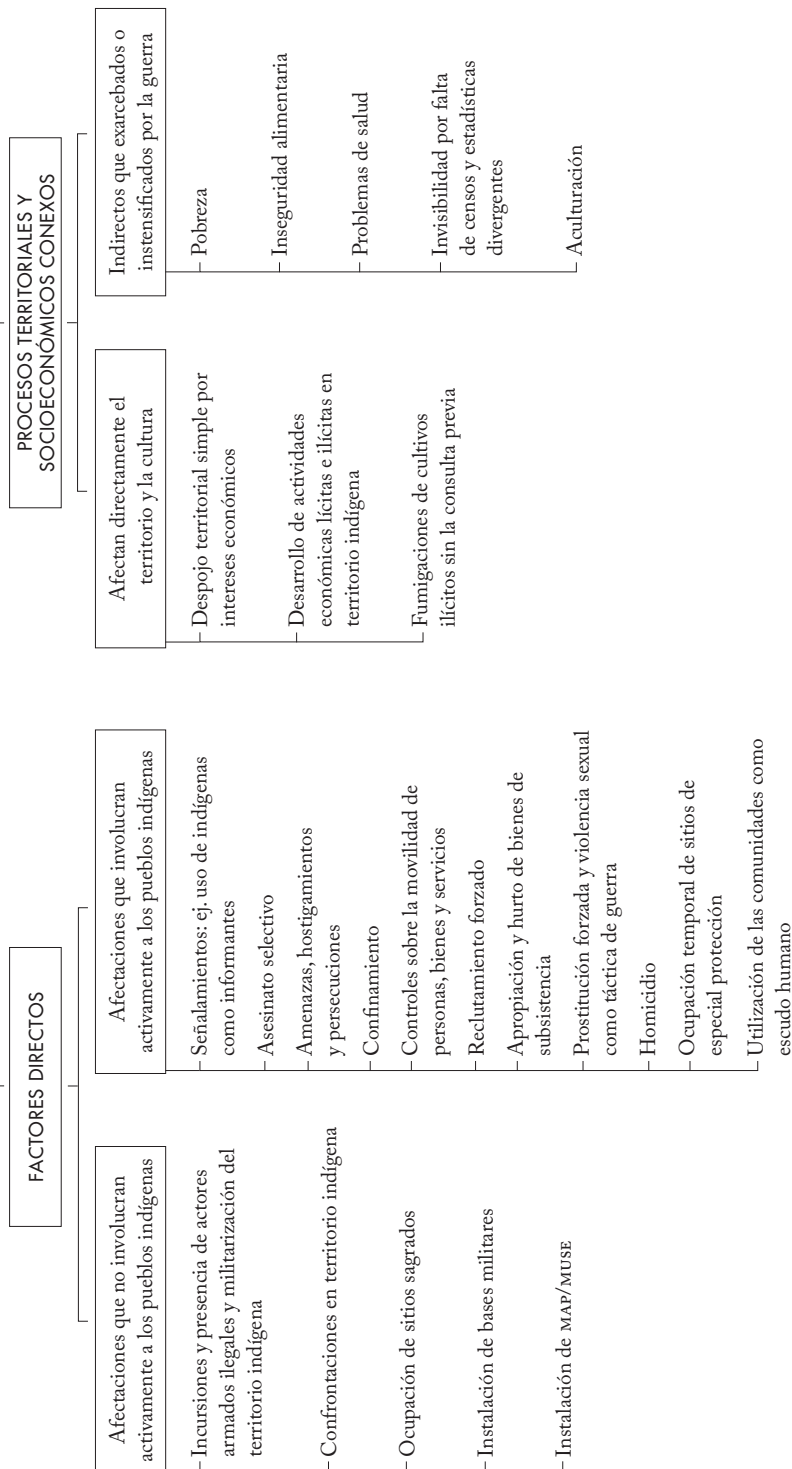 FACTORES DIRECTOS
Afectaciones que no involucran
activamente a los pueblos indígenas
Incursiones y presencia de actores
armados ilegales y militarización del
territorio indígena
Confrontaciones en territorio indígena
Ocupación de sitios sagrados
Instalación de bases militares
Instalación de MAP/MUSE
Afectaciones que involucran
activamente a los pueblos indígenas
Señalamientos: ej. uso de indígenas
como informantes
Asesinato selectivo
Amenazas, hostigamientos
y persecuciones
Confinamiento
Controles sobre la movilidad de
personas, bienes y servicios
Reclutamiento forzado
Apropiación y hurto de bienes de
subsistencia
Prostitución forzada y violencia sexual
como táctica de guerra
Homicidio
Ocupación temporal de sitios de
especial protección
Utilización de las comunidades como
escudo humano
PROCESOS TERRITORIALES Y
SOCIOECONÓMICOS CONEXOS
Afectan directamente el
territorio y la cultura
Despojo territorial simple por
intereses económicos
Desarrollo de actividades
económicas lícitas e ilícitas en
territorio indígena
Fumigaciones de cultivos
ilícitos sin la consulta previa
Indirectos que exarcebados o
instensificados por la guerra
Pobreza
Inseguridad alimentaria
Problemas de salud
Invisibilidad por falta
de censos y estadísticas
divergentes
Aculturación